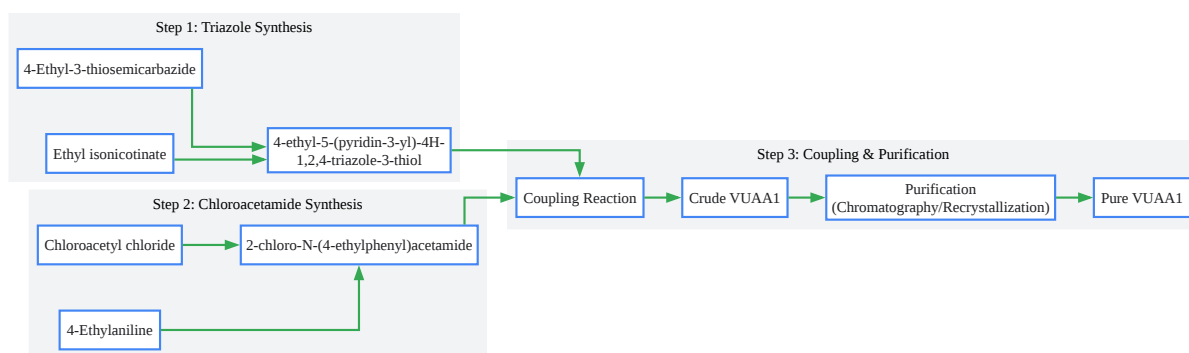 Step 1: Triazole Synthesis
4-Ethyl-3-thiosemicarbazide
Ethyl isonicotinate
4-ethyl-5-(pyridin-3-yl)-4H-
1,2,4-triazole-3-thiol
Step 2: Chloroacetamide Synthesis
Chloroacetyl chloride
2-chloro-N-(4-ethylphenyl)acetamide
4-Ethylaniline
Step 3: Coupling & Purification
Coupling Reaction
Crude VUAA1
Purification
(Chromatography/Recrystallization)
Pure VUAA1